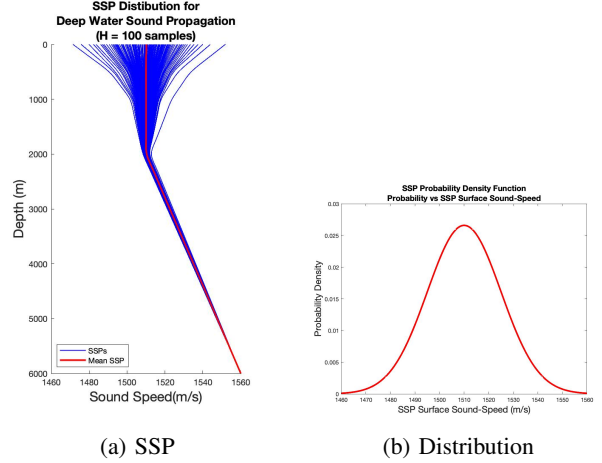 SSP Distibution for
Deep Water Sound Propagation
(H = 100 samples)
0
1000
2000
3000
4000
5000
6000
Depth (m)
SSPs
Mean SSP
1460 1480 1500 1520 1540 1560
Sound Speed(m/s)
(a) SSP
SSP Probability Density Function
Probability vs SSP Surface Sound-Speed
0.03
0.025
0.02
0.015
0.01
0.005
0
Probability Density
1460 1470 1480 1490 1500 1510 1520 1530 1540 1550 1560
SSP Surface Sound-Speed (m/s)
(b) Distribution